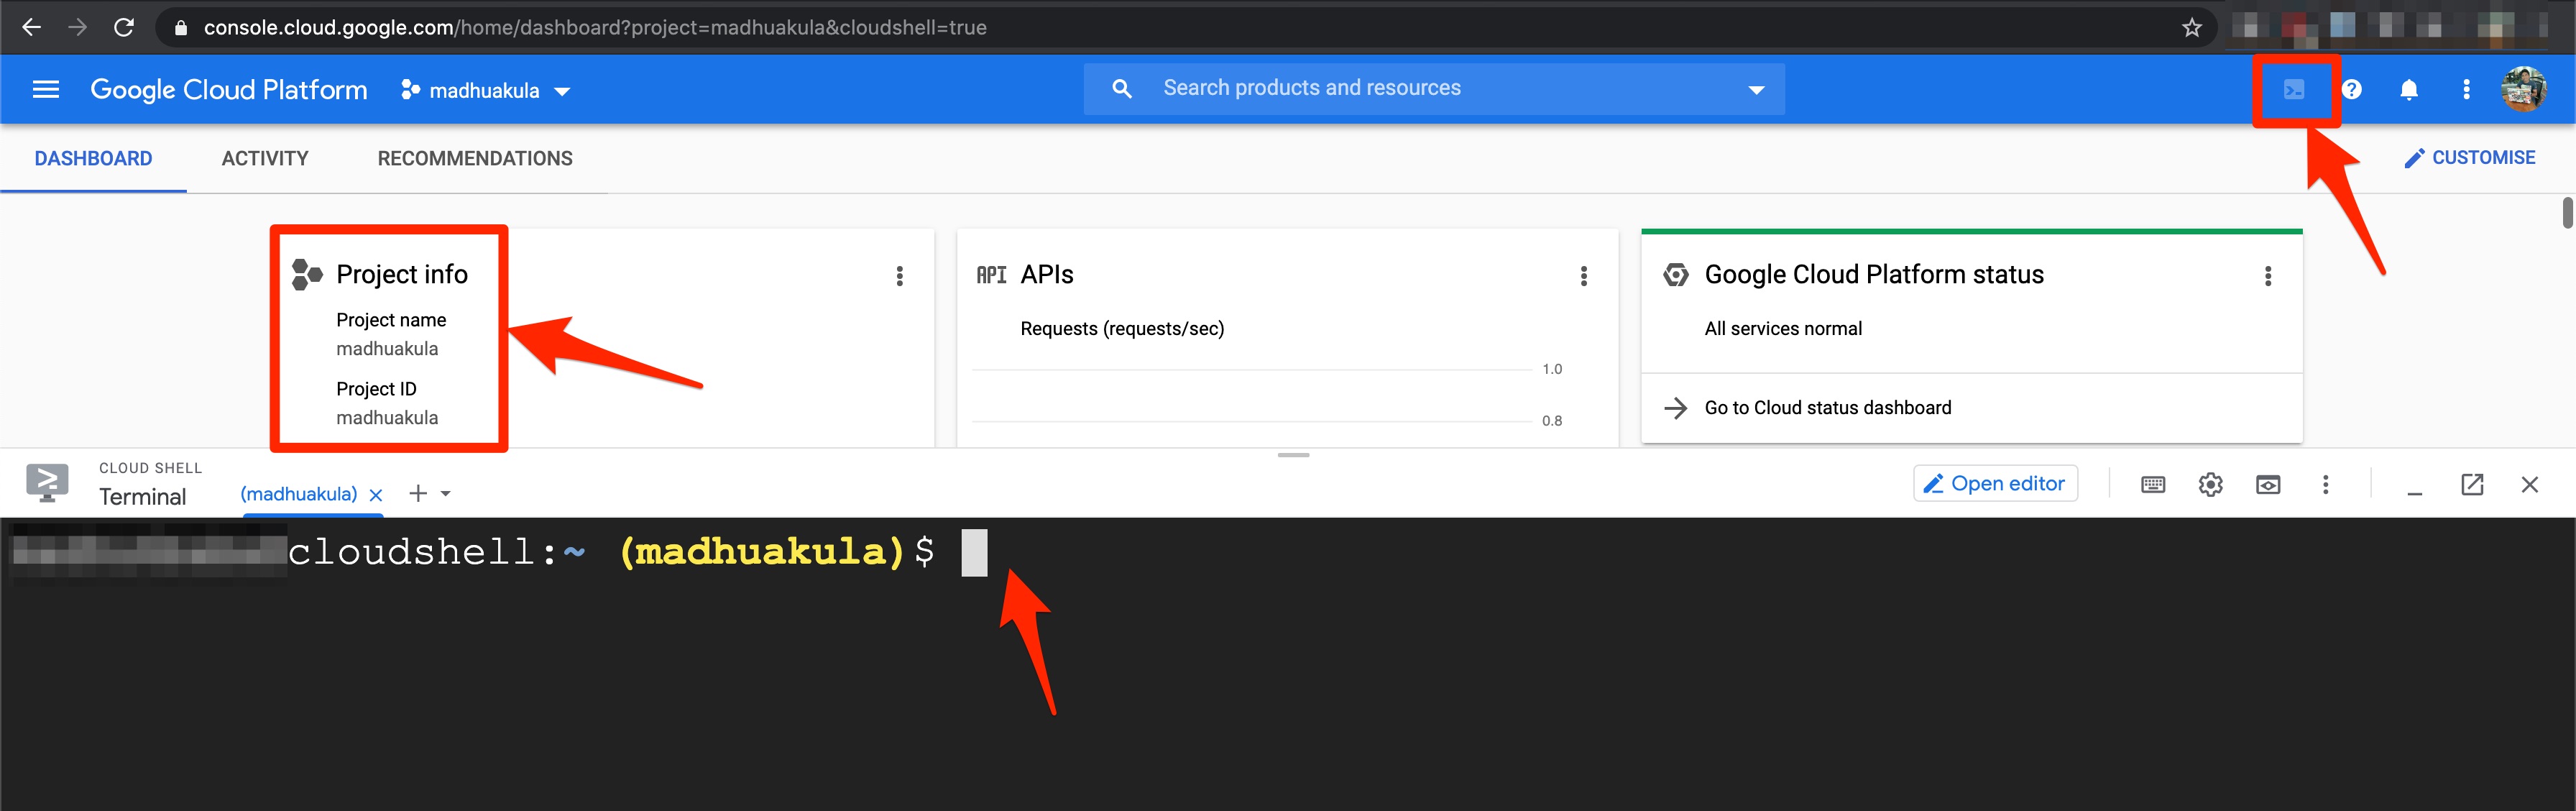 console.cloud.google.com/home/dashboard?project=madhuakula&cloudshell=true
Google Cloud Platform madhuakula
Search products and resources
DASHBOARD ACTIVITY RECOMMENDATIONS
CUSTOMISE
Project info
Project name
madhuakula
Project ID
madhuakula
API APIs
Requests (requests/sec)
1.0
0.8
Google Cloud Platform status
All services normal
Go to Cloud status dashboard
CLOUD SHELL
Terminal
(madhuakula)
Open editor
cloudshell:~ (madhuakula)$